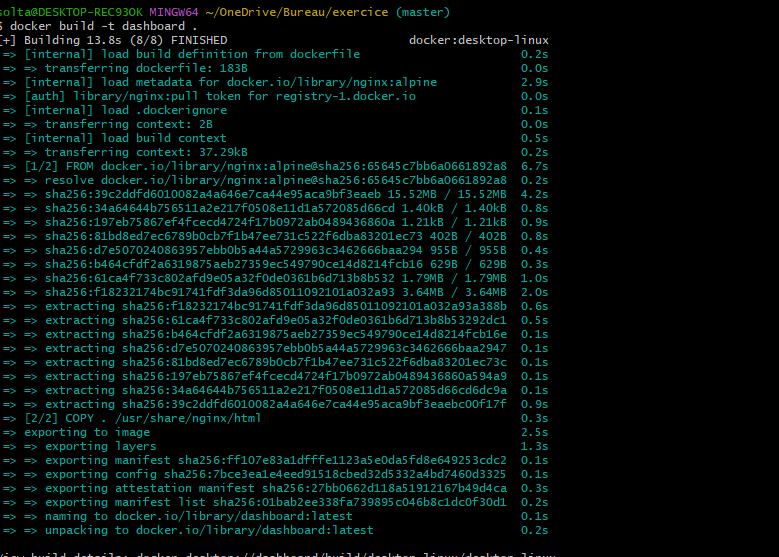 solta@DESKTOP-REC93OK MINGW64 ~/OneDrive/Bureau/exercice (master)
$ docker build -t dashboard .
[+] Building 13.8s (8/8) FINISHED docker:desktop-linux
=> [internal] load build definition from dockerfile 0.2s
=> => transferring dockerfile: 183B 0.0s
=> [internal] load metadata for docker.io/library/nginx:alpine 2.9s
=> [auth] library/nginx:pull token for registry-1.docker.io 0.0s
=> [internal] load .dockerignore 0.1s
=> => transferring context: 2B 0.0s
=> [internal] load build context 0.5s
=> => transferring context: 37.29kB 0.2s
=> [1/2] FROM docker.io/library/nginx:alpine@sha256:65645c7bb6a0661892a8 6.7s
=> => resolve docker.io/library/nginx:alpine@sha256:65645c7bb6a0661892a8 0.2s
=> => sha256:39c2ddfd6010082a4a646e7ca44e95aca9bf3eaeb 15.52MB / 15.52MB 4.2s
=> => sha256:34a64644b756511a2e217f0508e11d1a572085d66cd 1.40kB / 1.40kB 0.8s
=> => sha256:197eb75867ef4fcecd4724f17b0972ab0489436860a 1.21kB / 1.21kB 0.9s
=> => sha256:81bd8ed7ec6789b0cb7f1b47ee731c522f6dba83201ec73 402B / 402B 0.8s
=> => sha256:d7e5070240863957ebb0b5a44a5729963c3462666baa294 955B / 955B 0.4s
=> => sha256:b464cfdf2a6319875aeb27359ec549790ce14d8214fcb16 629B / 629B 0.3s
=> => sha256:61ca4f733c802afd9e05a32f0de0361b6d713b8b532 1.79MB / 1.79MB 1.0s
=> => sha256:f18232174bc91741fdf3da96d85011092101a032a93 3.64MB / 3.64MB 2.0s
=> => extracting sha256:f18232174bc91741fdf3da96d85011092101a032a93a388b 0.6s
=> => extracting sha256:61ca4f733c802afd9e05a32f0de0361b6d713b8b53292dc1 0.5s
=> => extracting sha256:b464cfdf2a6319875aeb27359ec549790ce14d8214fcb16e 0.1s
=> => extracting sha256:d7e5070240863957ebb0b5a44a5729963c3462666baa2947 0.1s
=> => extracting sha256:81bd8ed7ec6789b0cb7f1b47ee731c522f6dba83201ec73c 0.1s
=> => extracting sha256:197eb75867ef4fcecd4724f17b0972ab0489436860a594a9 0.1s
=> => extracting sha256:34a64644b756511a2e217f0508e11d1a572085d66cd6dc9a 0.1s
=> => extracting sha256:39c2ddfd6010082a4a646e7ca44e95aca9bf3eaebc00f17f 0.9s
=> [2/2] COPY . /usr/share/nginx/html 0.3s
=> exporting to image 2.5s
=> => exporting layers 1.3s
=> => exporting manifest sha256:ff107e83a1dfffe1123a5e0da5fd8e649253cdc2 0.1s
=> => exporting config sha256:7bce3ea1e4eed91518cbed32d5332a4bd7460d3325 0.1s
=> => exporting attestation manifest sha256:27bb0662d118a51912167b49d4ca 0.3s
=> => exporting manifest list sha256:01bab2ee338fa739895c046b8c1dc0f30d1 0.2s
=> => naming to docker.io/library/dashboard:latest 0.1s
=> => unpacking to docker.io/library/dashboard:latest 0.2s
View build details: docker-desktop://dashboard/build/desktop-linux/desktop-linux